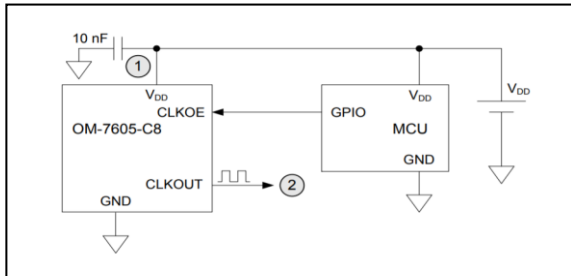 10 nF
1
VDD
VDD
VDD
CLKOE
GPIO
OM-7605-C8
MCU
GND
CLKOUT
2
GND